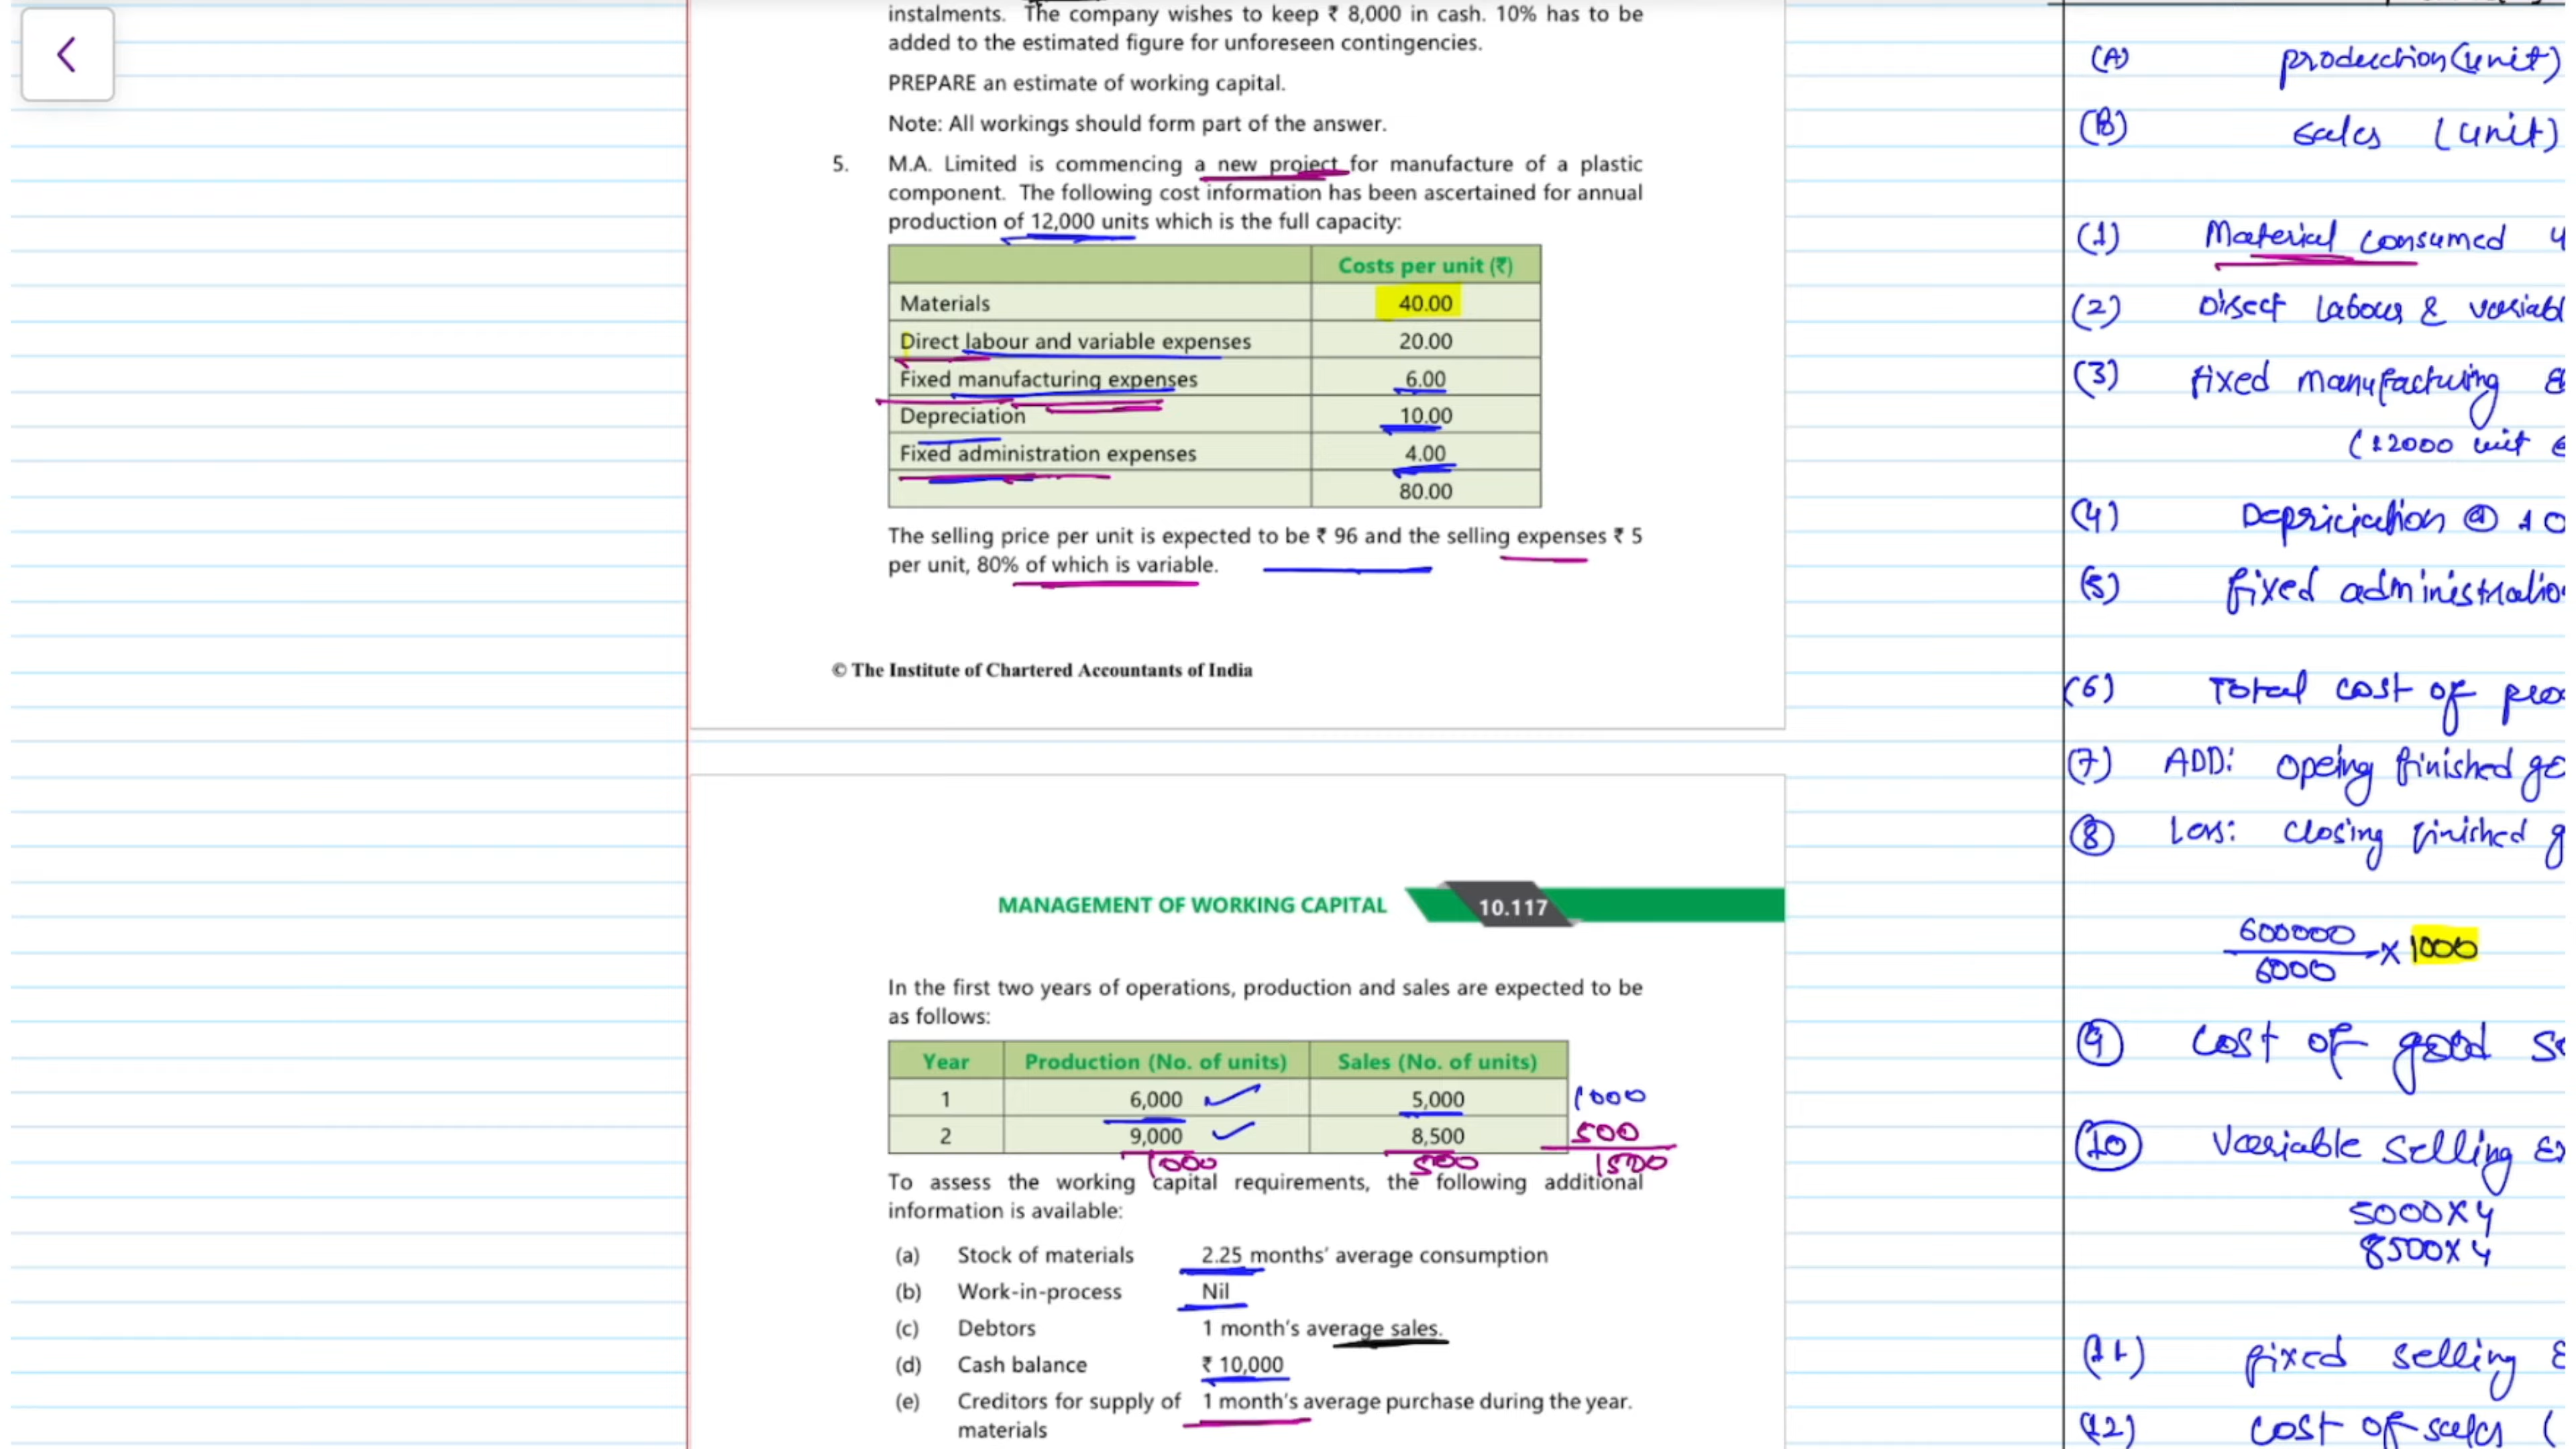 instalments. The company wishes to keep ₹ 8,000 in cash. 10% has to be
added to the estimated figure for unforeseen contingencies.
PREPARE an estimate of working capital.
Note: All workings should form part of the answer.
5. M.A. Limited is commencing a new project for manufacture of a plastic
component. The following cost information has been ascertained for annual
production of 12,000 units which is the full capacity:
Costs per unit (₹)
Materials 40.00
Direct labour and variable expenses 20.00
Fixed manufacturing expenses 6.00
Depreciation 10.00
Fixed administration expenses 4.00
80.00
The selling price per unit is expected to be ₹ 96 and the selling expenses ₹ 5
per unit, 80% of which is variable.
© The Institute of Chartered Accountants of India
MANAGEMENT OF WORKING CAPITAL 10.117
In the first two years of operations, production and sales are expected to be
as follows:
Year Production (No. of units) Sales (No. of units)
1 6,000 5,000 1000
2 9,000 8,500 500
1000 500 1500
To assess the working capital requirements, the following additional
information is available:
(a) Stock of materials 2.25 months' average consumption
(b) Work-in-process Nil
(c) Debtors 1 month's average sales.
(d) Cash balance ₹ 10,000
(e) Creditors for supply of 1 month's average purchase during the year.
materials
(A) production (unit)
(B) sales (unit)
(1) Material consumed
(2) Direct labour &
(3) fixed manufacturing
(12000 unit
(4) Depriciation @ 10
(5) fixed
(6) Total cost of
(7) ADD: opeing finished
(8) Less: closing finished
600000
6000
× 1000
(9) cost of good
(10) Variable selling
5000×4
8500×4
(11) fixed selling
(12) cost of sales (